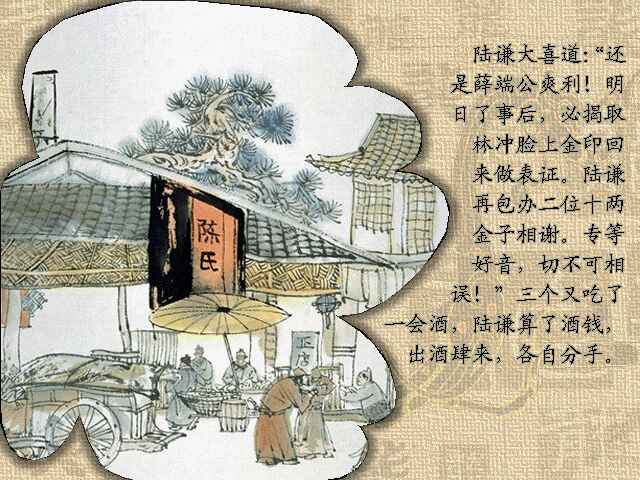 陆谦大喜道：“还
是薛端公爽利！明
日了事后，必揭取
林冲脸上金印回
来做表证。陆谦
再包办二位十两
金子相谢。专等
好音，切不可相
误！”三个又吃了
一会酒，陆谦算了酒钱，
出酒肆来，各自分手。
陈氏